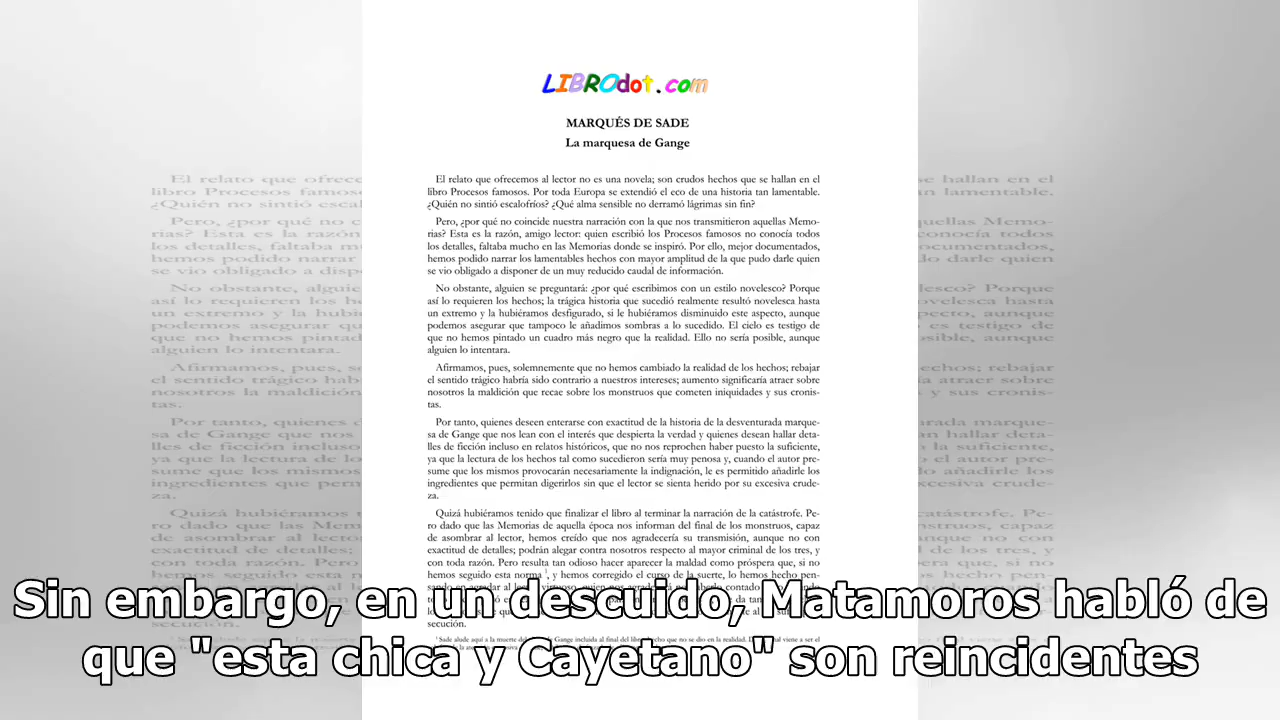 LIBROdot.com
MARQUÉS DE SADE
La marquesa de Gange
El relato que ofrecemos al lector no es una novela; son crudos hechos que se hallan en el
libro Procesos famosos. Por toda Europa se extendió el eco de una historia tan lamentable.
¿Quién no sintió escalofríos? ¿Qué alma sensible no derramó lágrimas sin fin?
Pero, ¿por qué no coincide nuestra narración con la que nos transmitieron aquellas Memo-
rias? Esta es la razón, amigo lector: quien escribió los Procesos famosos no conocía todos
los detalles, faltaba mucho en las Memorias donde se inspiró. Por ello, mejor documentados,
hemos podido narrar los lamentables hechos con mayor amplitud de la que pudo darle quien
se vio obligado a disponer de un muy reducido caudal de información.
No obstante, alguien se preguntará: ¿por qué escribimos con un estilo novelesco? Porque
así lo requieren los hechos; la trágica historia que sucedió realmente resultó novelesca hasta
un extremo y la hubiéramos desfigurado, si le hubiéramos disminuido este aspecto, aunque
podemos asegurar que tampoco le añadimos sombras a lo sucedido. El cielo es testigo de
que no hemos pintado un cuadro más negro que la realidad. Ello no sería posible, aunque
alguien lo intentara.
Afirmamos, pues, solemnemente que no hemos cambiado la realidad de los hechos; rebajar
el sentido trágico habría sido contrario a nuestros intereses; aumento significaría atraer sobre
nosotros la maldición que recae sobre los monstruos que cometen iniquidades y sus cronis-
tas.
Por tanto, quienes deseen enterarse con exactitud de la historia de la desventurada marque-
sa de Gange que nos lean con el interés que despierta la verdad y quienes desean hallar deta-
lles de ficción incluso en relatos históricos, que no nos reprochen haber puesto la suficiente,
ya que la lectura de los hechos tal como sucedieron sería muy penosa y, cuando el autor pre-
sume que los mismos provocarán necesariamente la indignación, le es permitido añadirle los
ingredientes que permitan digerirlos sin que el lector se sienta herido por su excesiva crude-
za.
Quizá hubiéramos tenido que finalizar el libro al terminar la narración de la catástrofe. Pe-
ro dado que las Memorias de aquella época nos informan del final de los monstruos, capaz
de asombrar al lector, hemos creído que nos agradecería su transmisión, aunque no con
exactitud de detalles; podrán alegar contra nosotros respecto al mayor criminal de los tres, y
con toda razón. Pero resulta tan odioso hacer aparecer la maldad como próspera que, si no
hemos seguido esta norma 1, y hemos corregido el curso de la suerte, lo hemos hecho pen-
secución.
Sin embargo, en un descuido, Matamoros habló de
que "esta chica y Cayetano" son reincidentes